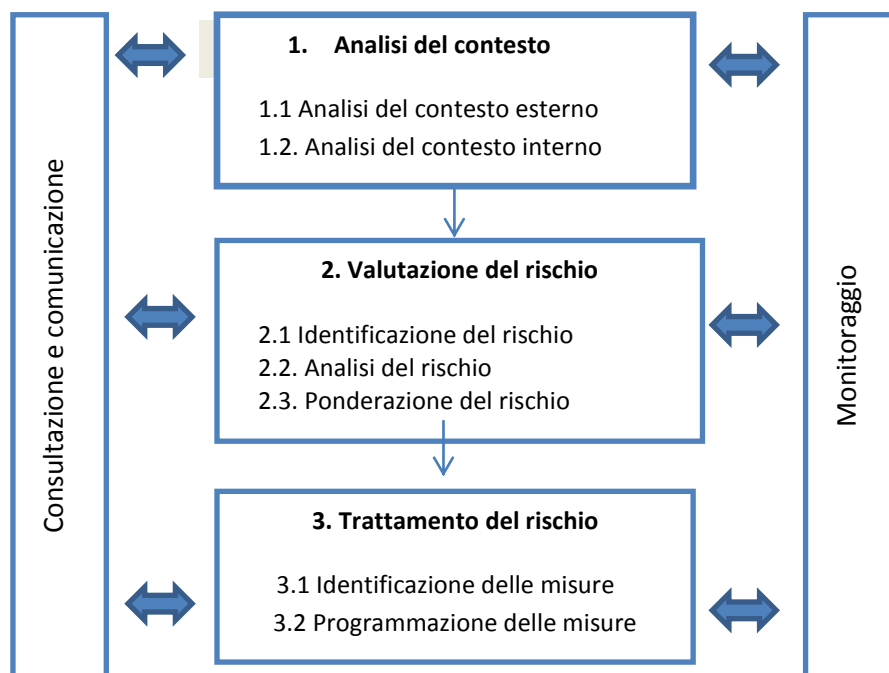 Consultazione e comunicazione
1. Analisi del contesto
1.1 Analisi del contesto esterno
1.2. Analisi del contesto interno
2. Valutazione del rischio
2.1 Identificazione del rischio
2.2. Analisi del rischio
2.3. Ponderazione del rischio
3. Trattamento del rischio
3.1 Identificazione delle misure
3.2 Programmazione delle misure
Monitoraggio